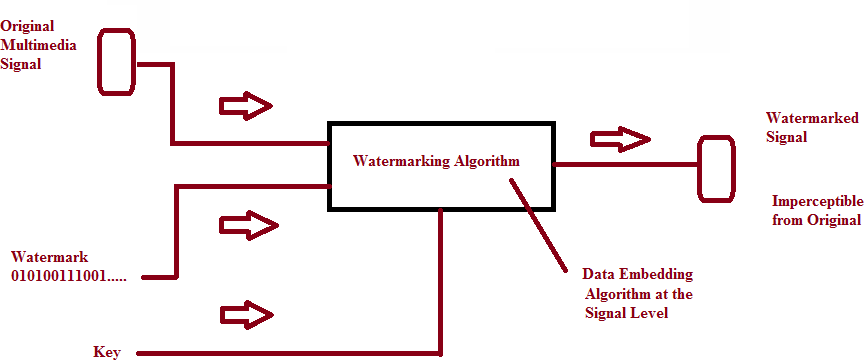 Original
Multimedia
Signal
Watermarking Algorithm
Watermarked
Signal
Imperceptible
from Original
Watermark
010100111001.....
Data Embedding
Algorithm at the
Signal Level
Key